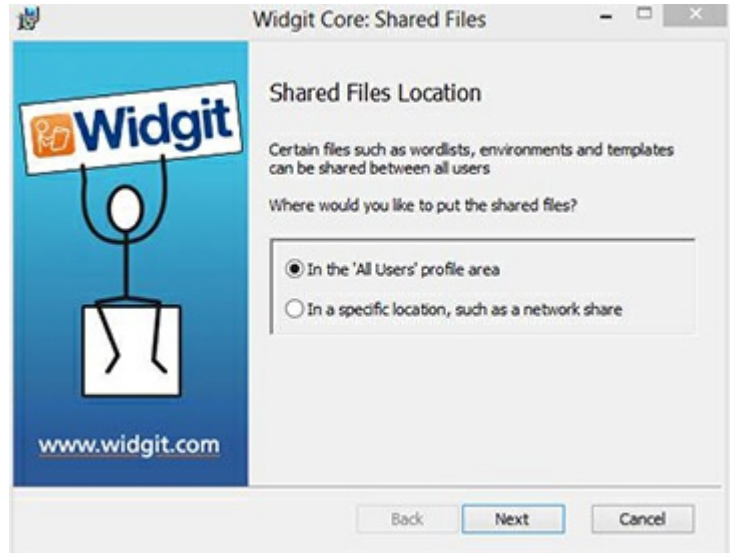 Widgit Core: Shared Files
Widgit
Shared Files Location
Certain files such as wordlists, environments and templates
can be shared between all users
Where would you like to put the shared files?
In the 'All Users' profile area
In a specific location, such as a network share
www.widgit.com
Back Next Cancel